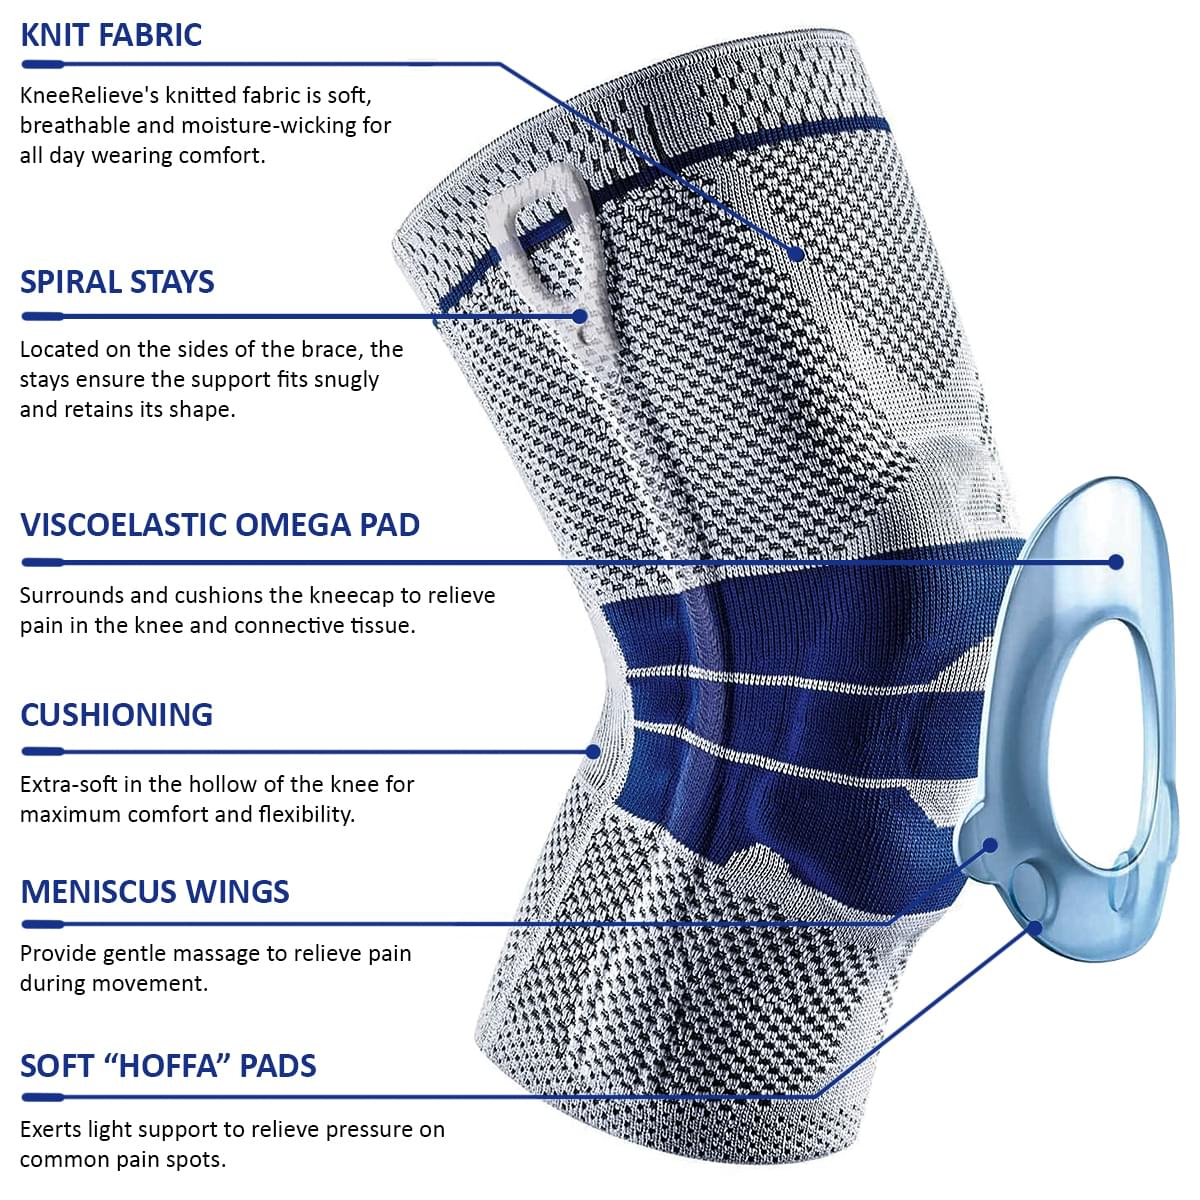 KNIT FABRIC
KneeRelieve's knitted fabric is soft,
breathable and moisture-wicking for
all day wearing comfort.
SPIRAL STAYS
Located on the sides of the brace, the
stays ensure the support fits snugly
and retains its shape.
VISCOELASTIC OMEGA PAD
Surrounds and cushions the kneecap to relieve
pain in the knee and connective tissue.
CUSHIONING
Extra-soft in the hollow of the knee for
maximum comfort and flexibility.
MENISCUS WINGS
Provide gentle massage to relieve pain
during movement.
SOFT “HOFFA” PADS
Exerts light support to relieve pressure on
common pain spots.